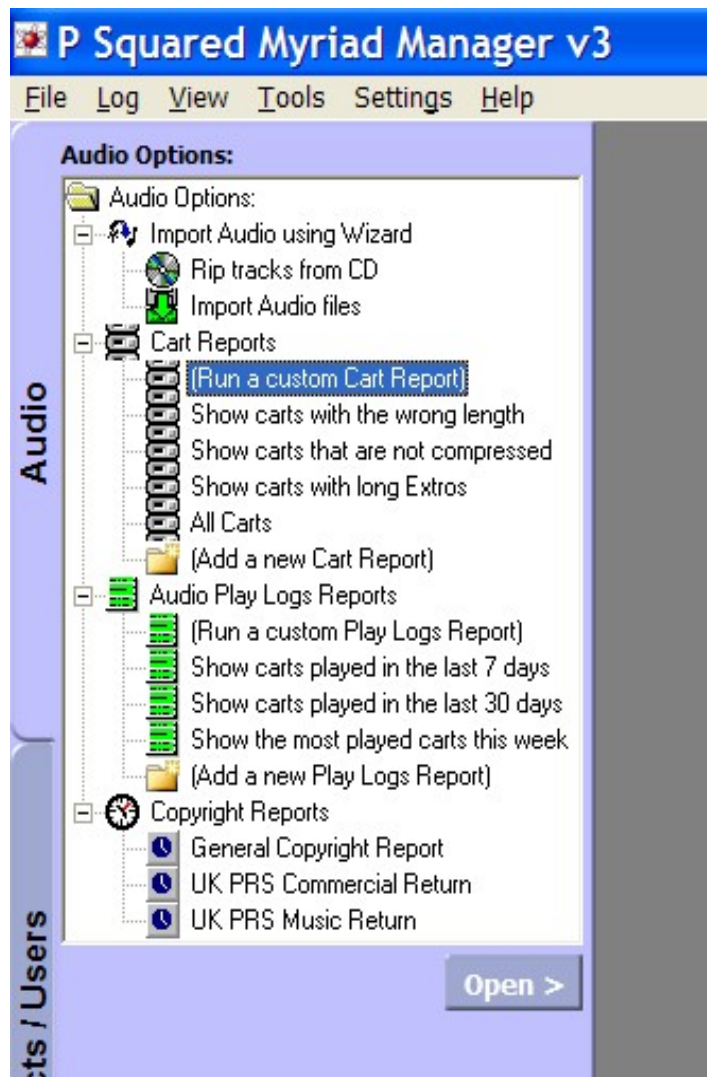 P Squared Myriad Manager v3
File Log View Tools Settings Help
Audio Options:
Audio Options:
Import Audio using Wizard
Rip tracks from CD
Import Audio files
Cart Reports
(Run a custom Cart Report)
Show carts with the wrong length
Show carts that are not compressed
Show carts with long Extros
All Carts
(Add a new Cart Report)
Audio Play Logs Reports
(Run a custom Play Logs Report)
Show carts played in the last 7 days
Show carts played in the last 30 days
Show the most played carts this week
(Add a new Play Logs Report)
Copyright Reports
General Copyright Report
UK PRS Commercial Return
UK PRS Music Return
Open >
Audio
cts / Users